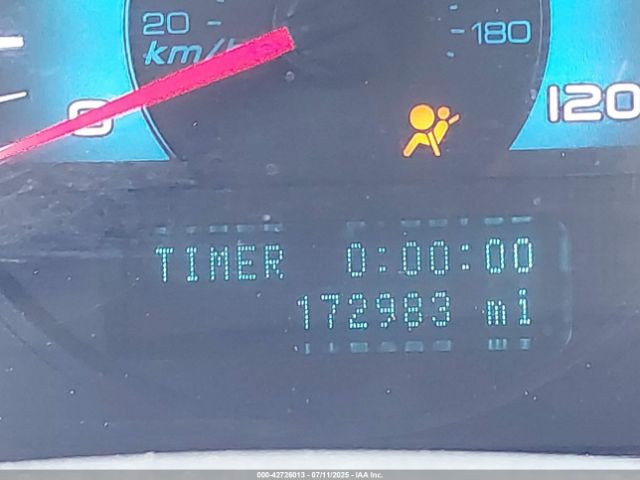 20 180
km/h
0 120
TIMER 0:00:00
172983 mi
000-42726013 - 07/11/2025 - IAA Inc.